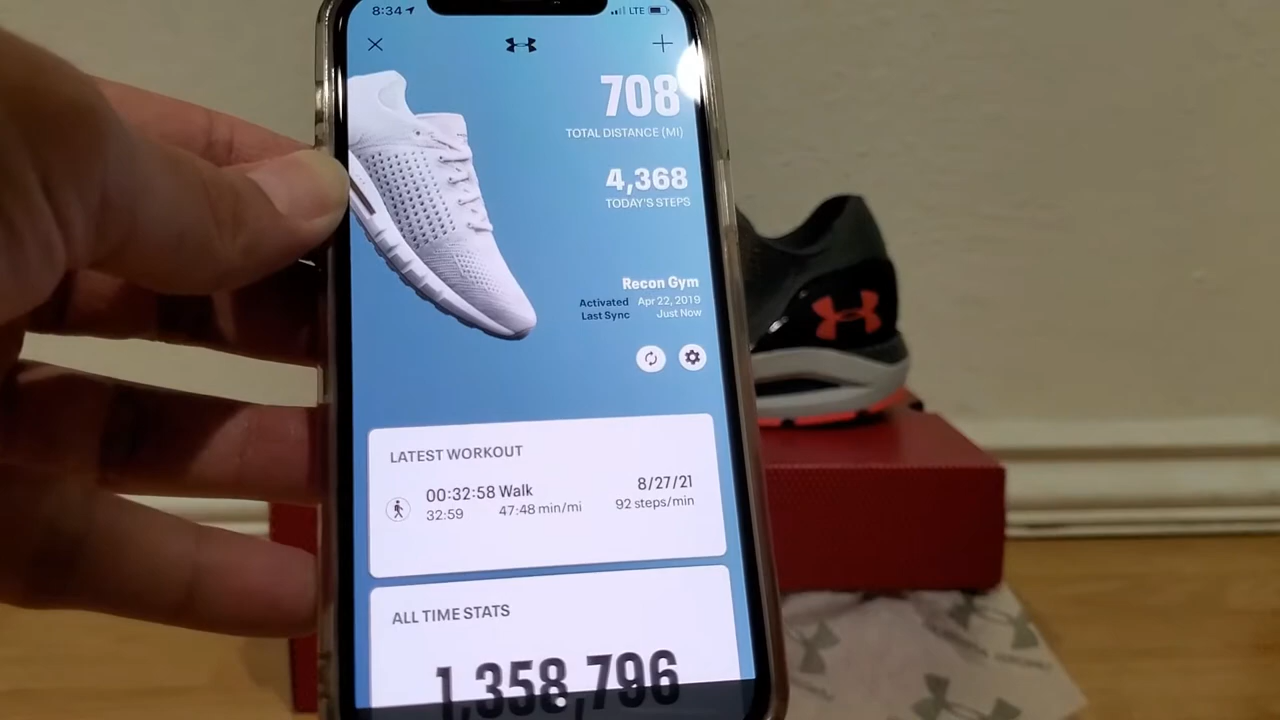 8:34
LTE
708
TOTAL DISTANCE (MI)
4,368
TODAY'S STEPS
Recon Gym
Activated Apr 22, 2019
Last Sync Just Now
LATEST WORKOUT
00:32:58 Walk 8/27/21
32:59 47:48 min/mi 92 steps/min
ALL TIME STATS
1,358,796